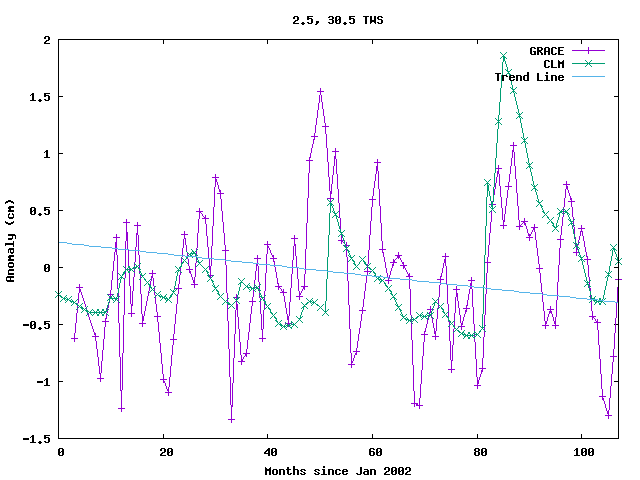 2.5, 30.5 TWS
GRACE
CLM
Trend Line
2
1.5
1
0.5
0
-0.5
-1
-1.5
Anomaly (cm)
0 20 40 60 80 100
Months since Jan 2002